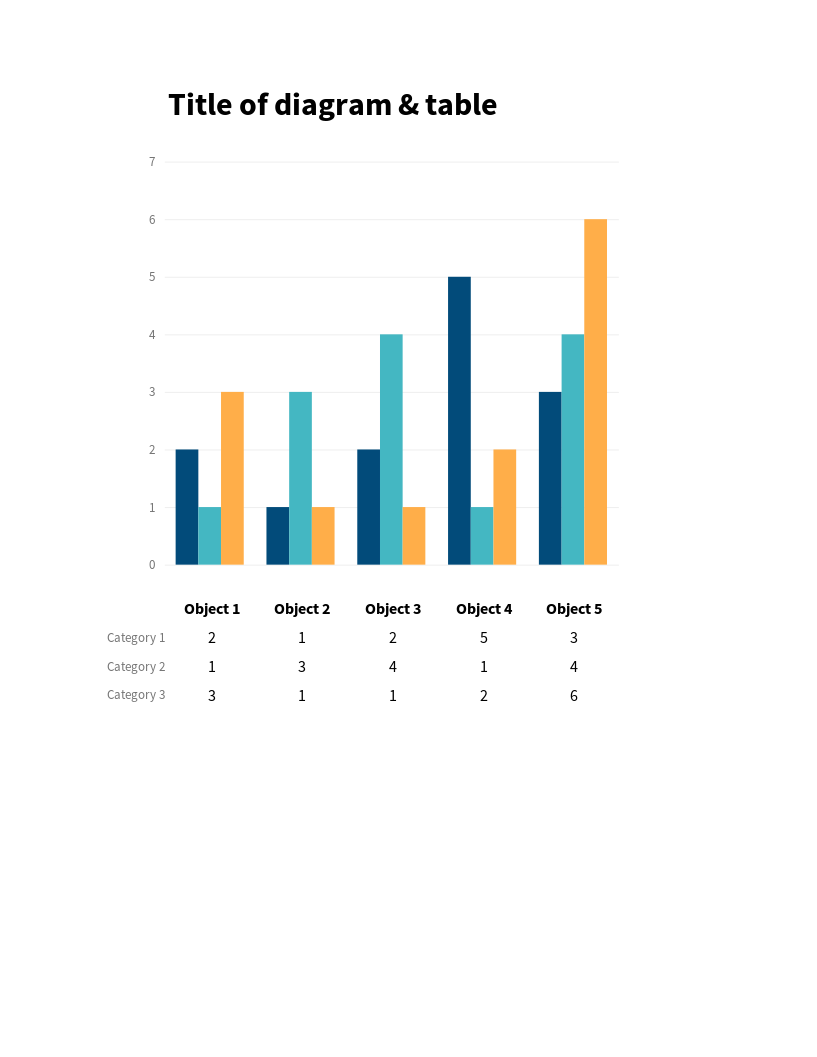 Title of diagram & table
7
6
5
4
3
2
1
0
Object 1 Object 2 Object 3 Object 4 Object 5
Category 1 2 1 2 5 3
Category 2 1 3 4 1 4
Category 3 3 1 1 2 6